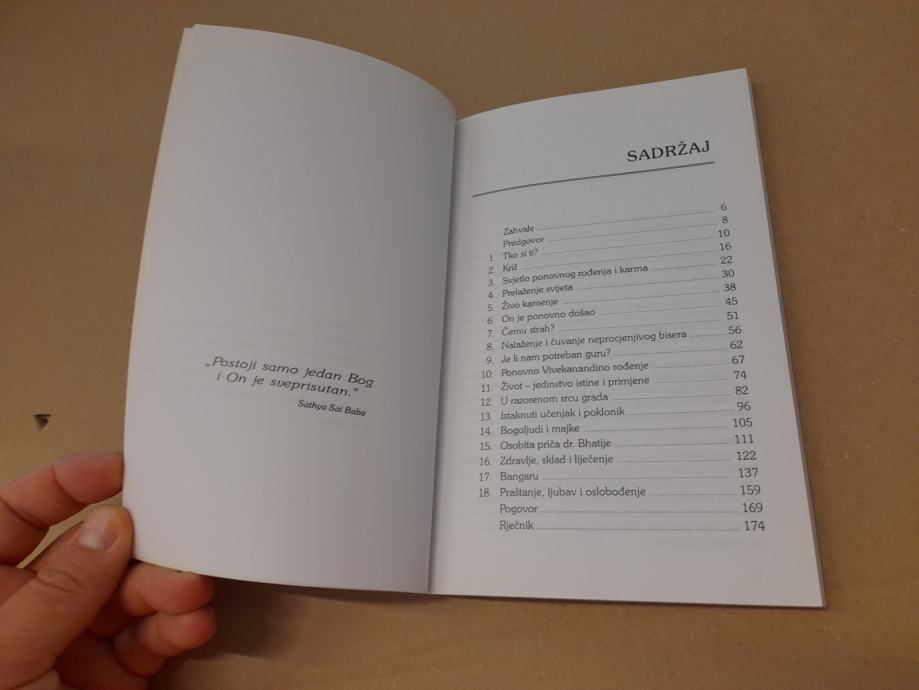 „Postoji samo jedan Bog
i On je sveprisutan.”
Sathya Sai Baba
SADRŽAJ
Zahvale 6
Predgovor 8
1. Tko si ti? 10
2. Križ 16
3. Svjetlo ponovnog rođenja i karma 22
4. Prelaženje svijeta 30
5. Živo kamenje 38
6. On je ponovno došao 45
7. Čemu strah? 51
8. Nalaženje i čuvanje neprocjenjivog bisera 56
9. Je li nam potreban guru? 62
10. Ponovno Vivekanandino rođenje 67
11. Život – jedinstvo istine i primjene 74
12. U razorenom srcu grada 82
13. Istaknuti učenjak i poklonik 96
14. Bogoljudi i majke 105
15. Osobita priča dr. Bhatije 111
16. Zdravlje, sklad i liječenje 122
17. Bangaru 137
18. Praštanje, ljubav i oslobođenje 159
Pogovor 169
Rječnik 174